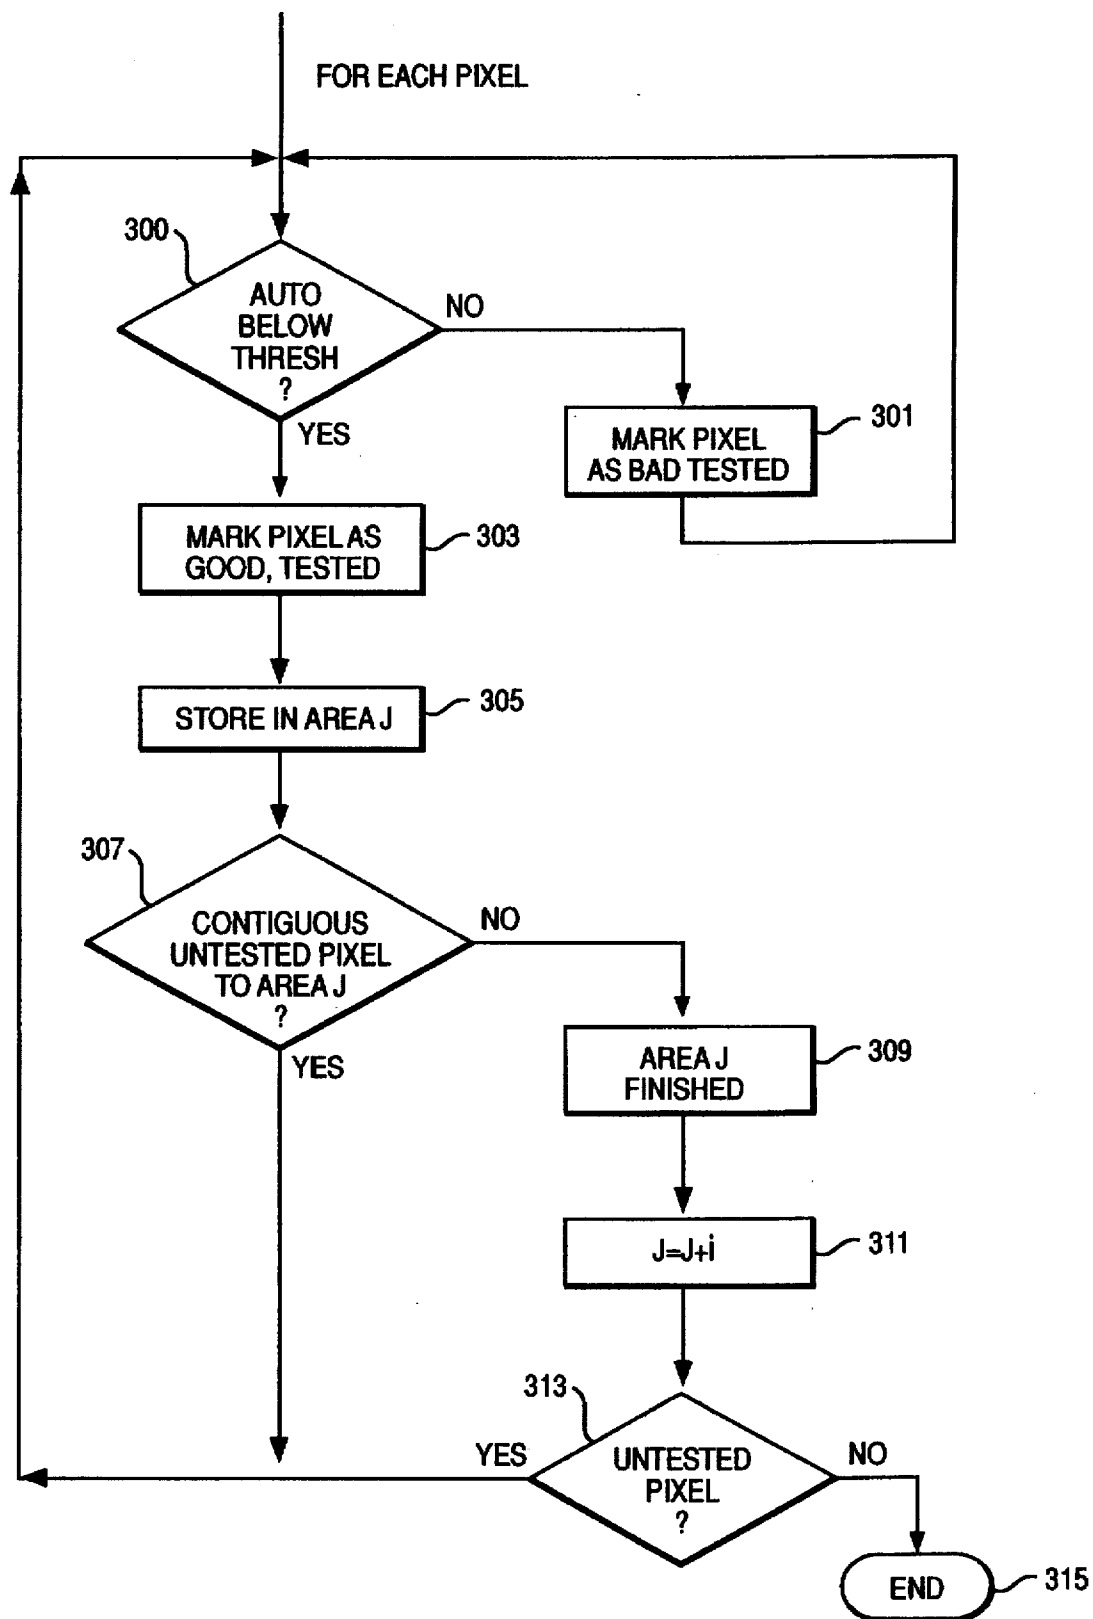 FOR EACH PIXEL
300
AUTO
BELOW
THRESH
?
NO
YES
MARK PIXEL
AS BAD TESTED
301
MARK PIXEL AS
GOOD, TESTED
303
STORE IN AREA J
305
307
CONTIGUOUS
UNTESTED PIXEL
TO AREA J
?
NO
YES
AREA J
FINISHED
309
J=J+i
311
313
UNTESTED
PIXEL
?
YES
NO
END
315